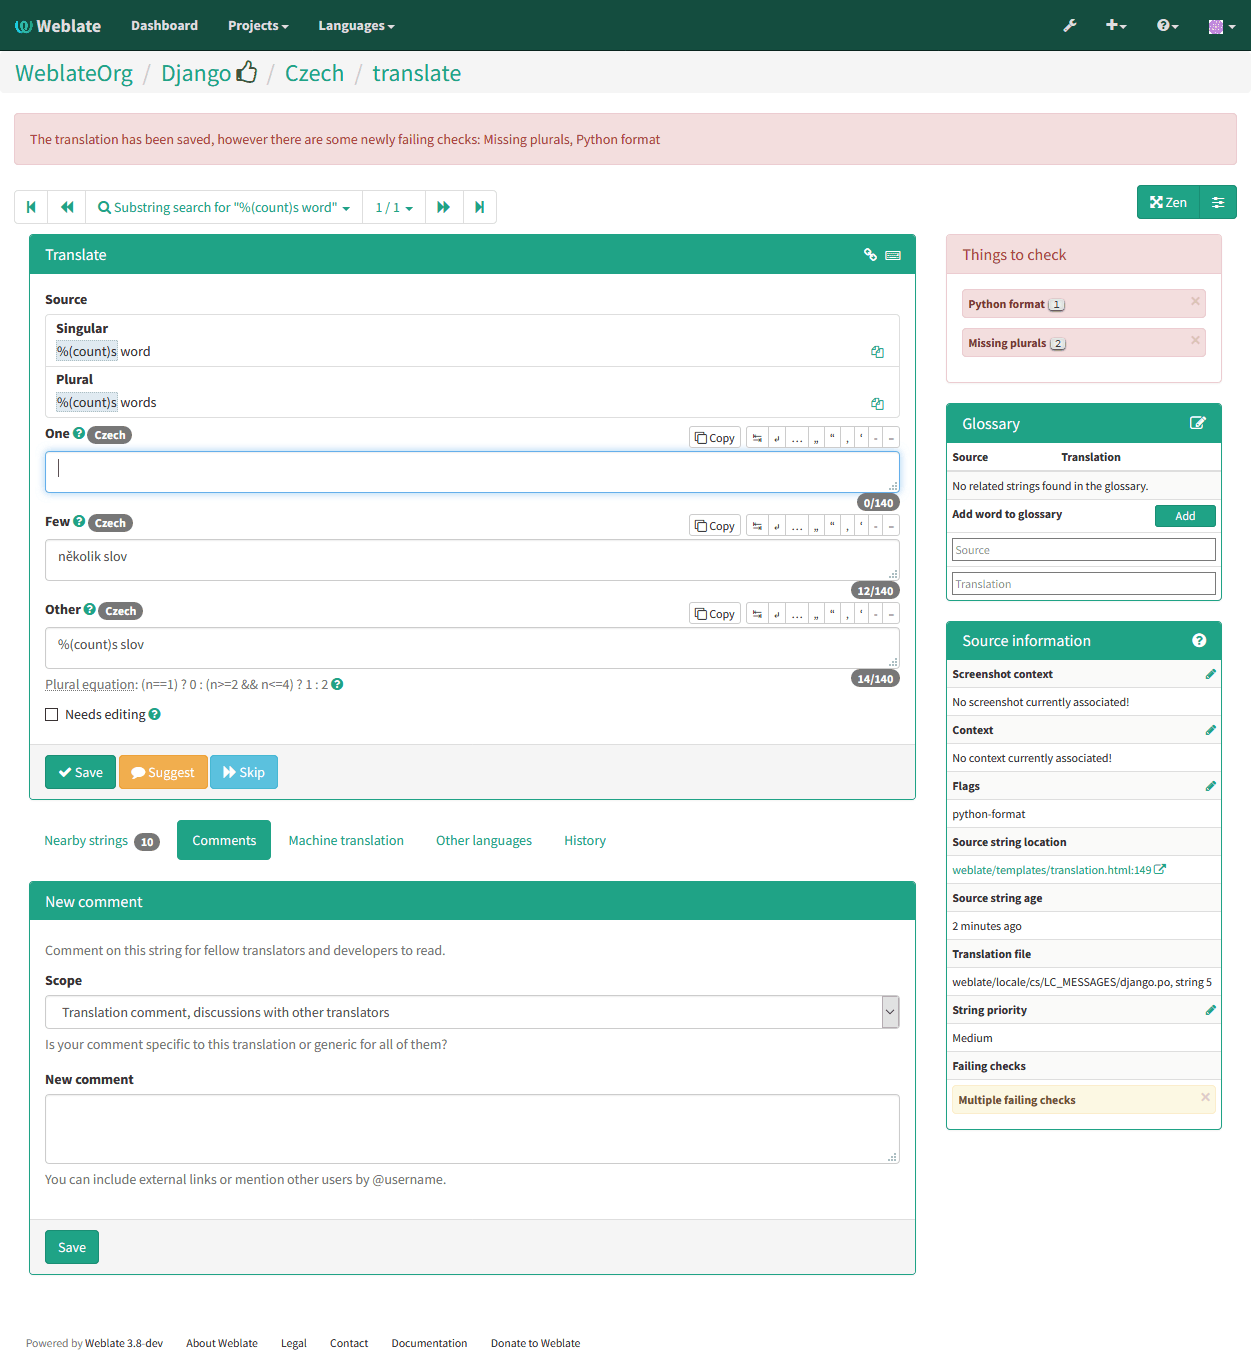 Weblate Dashboard Projects Languages
WeblateOrg / Django / Czech / translate
The translation has been saved, however there are some newly failing checks: Missing plurals, Python format
Substring search for "%(count)s word" 1 / 1
Zen
Translate
Source
Singular
%(count)s word
Plural
%(count)s words
One Czech Copy … „ “ ‚ ‘ - –
0/140
Few Czech Copy … „ “ ‚ ‘ - –
několik slov
12/140
Other Czech Copy … „ “ ‚ ‘ - –
%(count)s slov
14/140
Plural equation: (n==1) ? 0 : (n>=2 && n<=4) ? 1 : 2
Needs editing
Save Suggest Skip
Nearby strings 10 Comments Machine translation Other languages History
New comment
Comment on this string for fellow translators and developers to read.
Scope
Translation comment, discussions with other translators
Is your comment specific to this translation or generic for all of them?
New comment
You can include external links or mention other users by @username.
Save
Things to check
Python format 1
Missing plurals 2
Glossary
Source Translation
No related strings found in the glossary.
Add word to glossary Add
Source
Translation
Source information
Screenshot context
No screenshot currently associated!
Context
No context currently associated!
Flags
python-format
Source string location
weblate/templates/translation.html:149
Source string age
2 minutes ago
Translation file
weblate/locale/cs/LC_MESSAGES/django.po, string 5
String priority
Medium
Failing checks
Multiple failing checks
Powered by Weblate 3.8-dev About Weblate Legal Contact Documentation Donate to Weblate